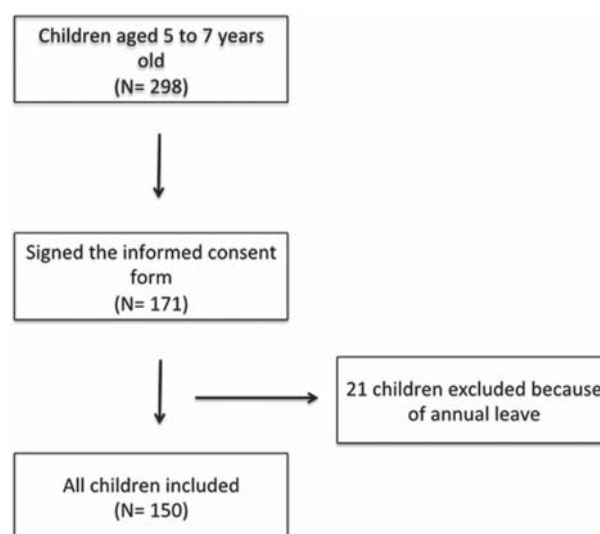 Children aged 5 to 7 years
old
(N= 298)
Signed the informed consent
form
(N= 171)
21 children excluded because
of annual leave
All children included
(N= 150)